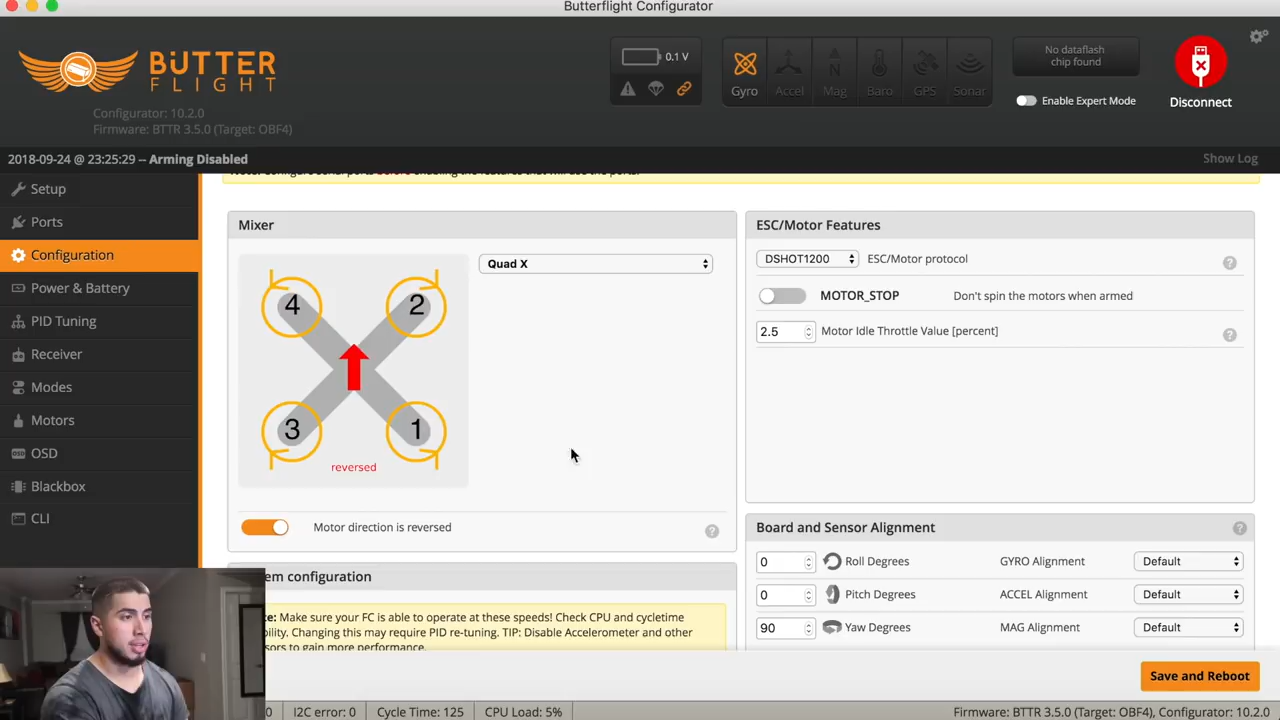 Butterflight Configurator
BUTTER
FLIGHT
Configurator: 10.2.0
Firmware: BTTR 3.5.0 (Target: OBF4)
0.1 V
Gyro
Accel
Mag
Baro
GPS
Sonar
No dataflash
chip found
Enable Expert Mode
Disconnect
2018-09-24 @ 23:25:29 -- Arming Disabled
Show Log
Setup
Ports
Configuration
Power & Battery
PID Tuning
Receiver
Modes
Motors
OSD
Blackbox
CLI
Mixer
Quad X
4
2
3
1
reversed
Motor direction is reversed
ESC/Motor Features
DSHOT1200
ESC/Motor protocol
MOTOR_STOP
Don't spin the motors when armed
2.5
Motor Idle Throttle Value [percent]
Board and Sensor Alignment
0
Roll Degrees
GYRO Alignment
Default
0
Pitch Degrees
ACCEL Alignment
Default
90
Yaw Degrees
MAG Alignment
Default
em configuration
te: Make sure your FC is able to operate at these speeds! Check CPU and cycletime
bility. Changing this may require PID re-tuning. TIP: Disable Accelerometer and other
sors to gain more performance.
Save and Reboot
0
I2C error: 0
Cycle Time: 125
CPU Load: 5%
Firmware: BTTR 3.5.0 (Target: OBF4), Configurator: 10.2.0